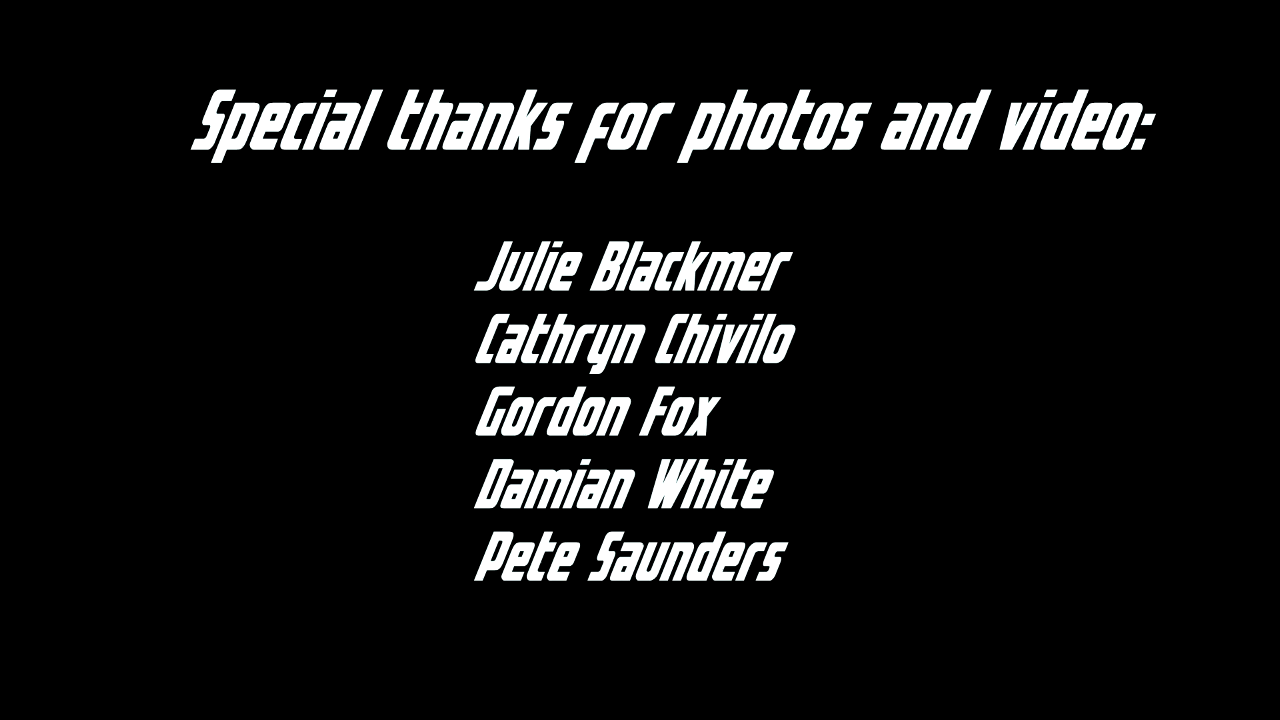 Special thanks for photos and video:
Julie Blackmer
Cathryn Chivilo
Gordon Fox
Damian White
Pete Saunders